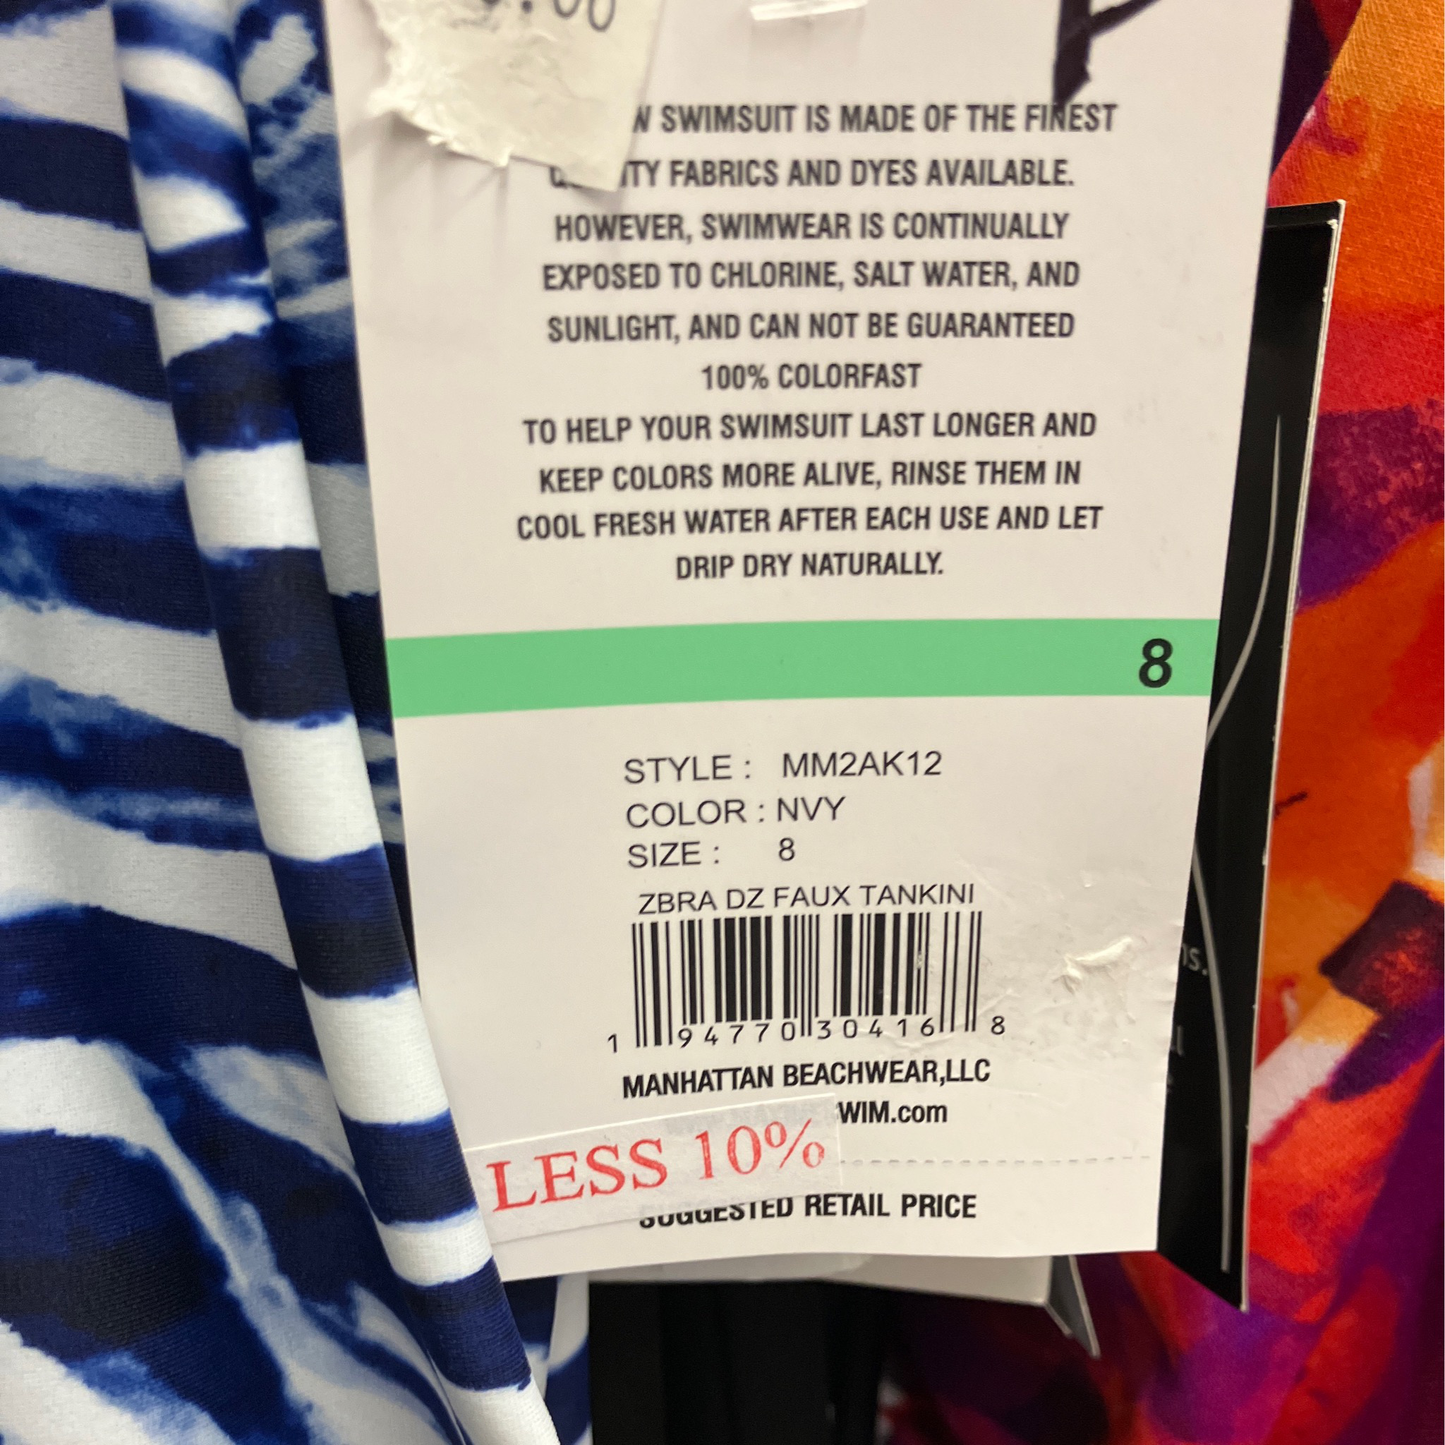 SWIMSUIT IS MADE OF THE FINEST
FABRICS AND DYES AVAILABLE.
HOWEVER, SWIMWEAR IS CONTINUALLY
EXPOSED TO CHLORINE, SALT WATER, AND
SUNLIGHT, AND CAN NOT BE GUARANTEED
100% COLORFAST
TO HELP YOUR SWIMSUIT LAST LONGER AND
KEEP COLORS MORE ALIVE, RINSE THEM IN
COOL FRESH WATER AFTER EACH USE AND LET
DRIP DRY NATURALLY.
8
STYLE : MM2AK12
COLOR : NVY
SIZE : 8
ZBRA DZ FAUX TANKINI
1 94770 30416 8
MANHATTAN BEACHWEAR,LLC
WIM.com
LESS 10%
SUGGESTED RETAIL PRICE